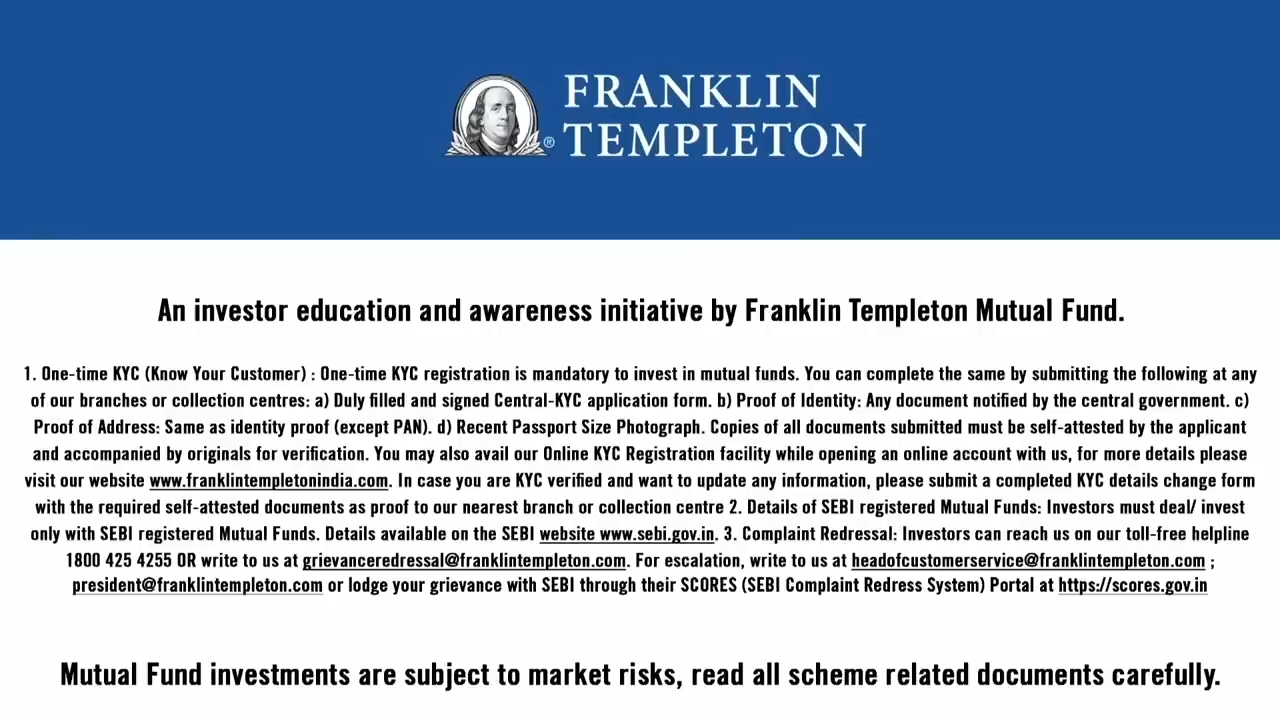 FRANKLIN
TEMPLETON
®
An investor education and awareness initiative by Franklin Templeton Mutual Fund.
1. One-time KYC (Know Your Customer) : One-time KYC registration is mandatory to invest in mutual funds. You can complete the same by submitting the following at any
of our branches or collection centres: a) Duly filled and signed Central-KYC application form. b) Proof of Identity: Any document notified by the central government. c)
Proof of Address: Same as identity proof (except PAN). d) Recent Passport Size Photograph. Copies of all documents submitted must be self-attested by the applicant
and accompanied by originals for verification. You may also avail our Online KYC Registration facility while opening an online account with us, for more details please
visit our website www.franklintempletonindia.com. In case you are KYC verified and want to update any information, please submit a completed KYC details change form
with the required self-attested documents as proof to our nearest branch or collection centre 2. Details of SEBI registered Mutual Funds: Investors must deal/ invest
only with SEBI registered Mutual Funds. Details available on the SEBI website www.sebi.gov.in. 3. Complaint Redressal: Investors can reach us on our toll-free helpline
1800 425 4255 OR write to us at grievanceredressal@franklintempleton.com. For escalation, write to us at headofcustomerservice@franklintempleton.com ;
president@franklintempleton.com or lodge your grievance with SEBI through their SCORES (SEBI Complaint Redress System) Portal at https://scores.gov.in
Mutual Fund investments are subject to market risks, read all scheme related documents carefully.